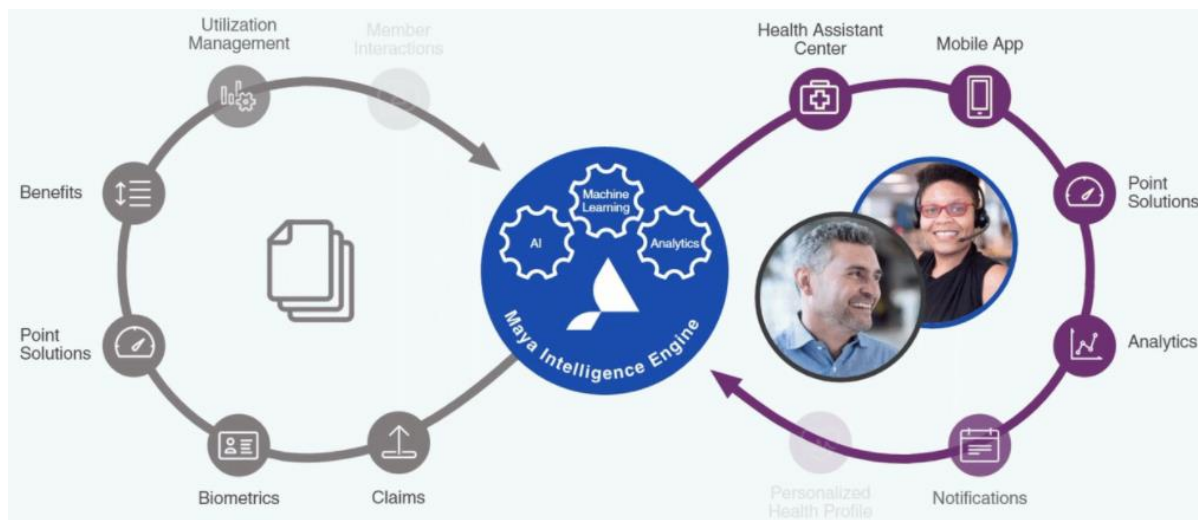 Utilization
Management
Member
Interactions
Benefits
Point
Solutions
Biometrics
Claims
AI
Machine
Learning
Analytics
Maya Intelligence Engine
Health Assistant
Center
Mobile App
Point
Solutions
Analytics
Notifications
Personalized
Health Profile